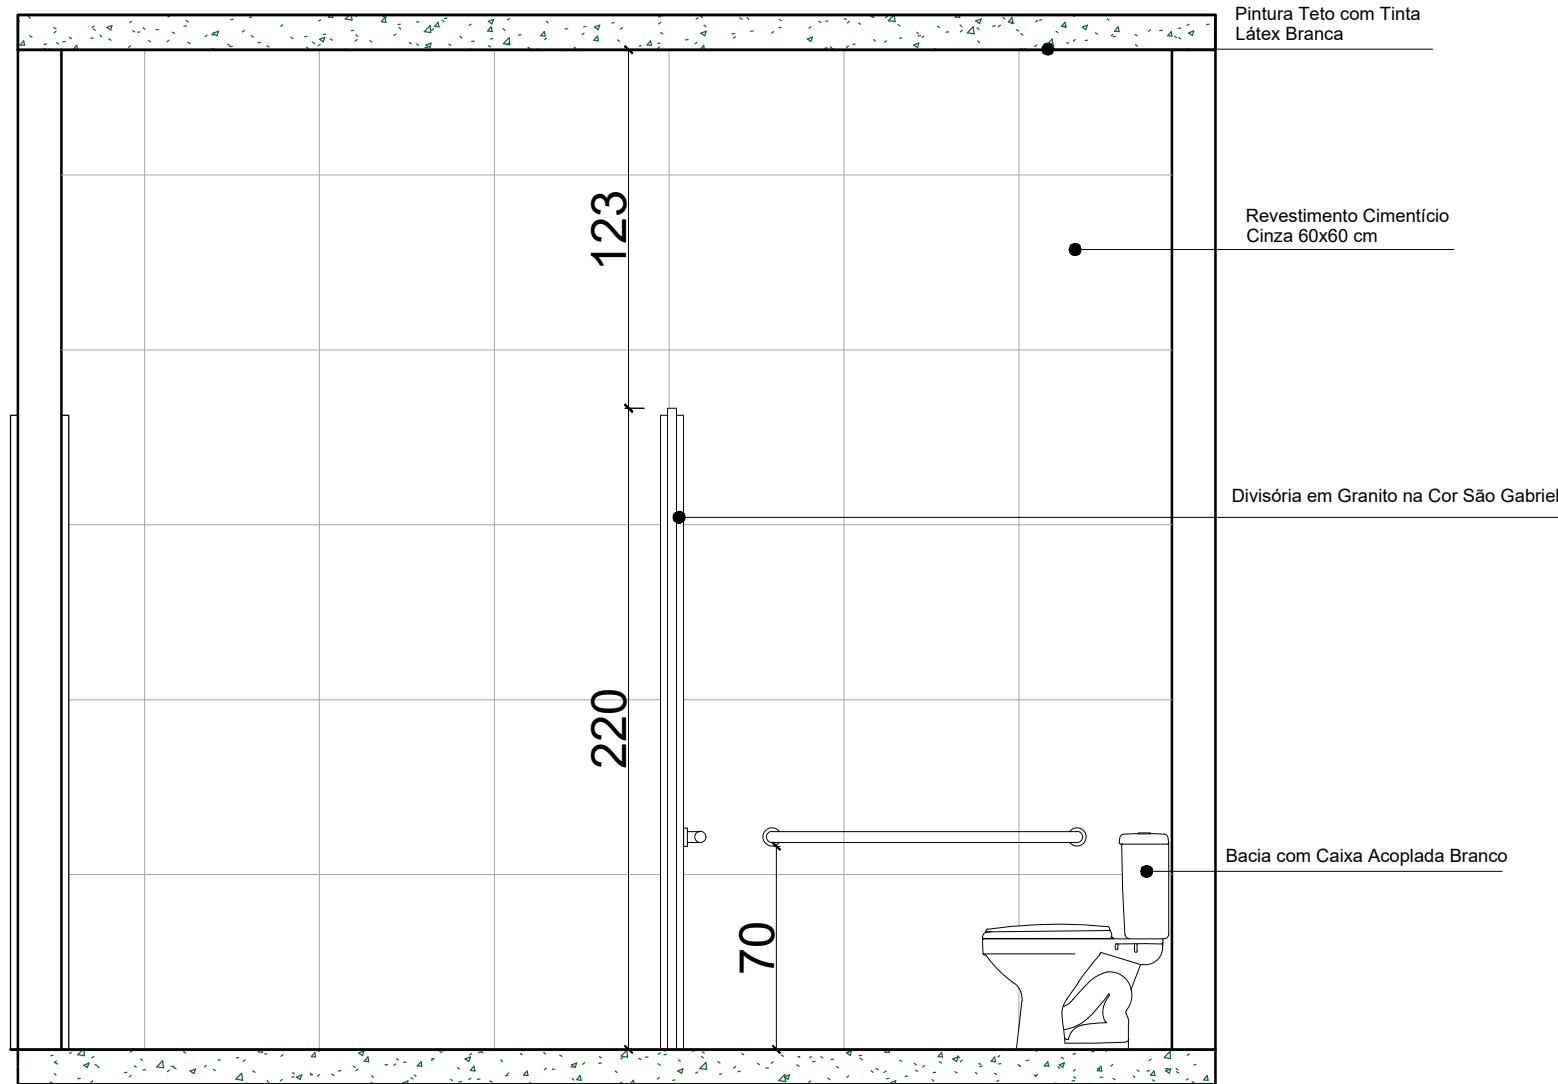 Pintura Teto com Tinta
Látex Branca
123
Revestimento Cimentício
Cinza 60x60 cm
Divisória em Granito na Cor São Gabriel
220
Bacia com Caixa Acoplada Branco
70